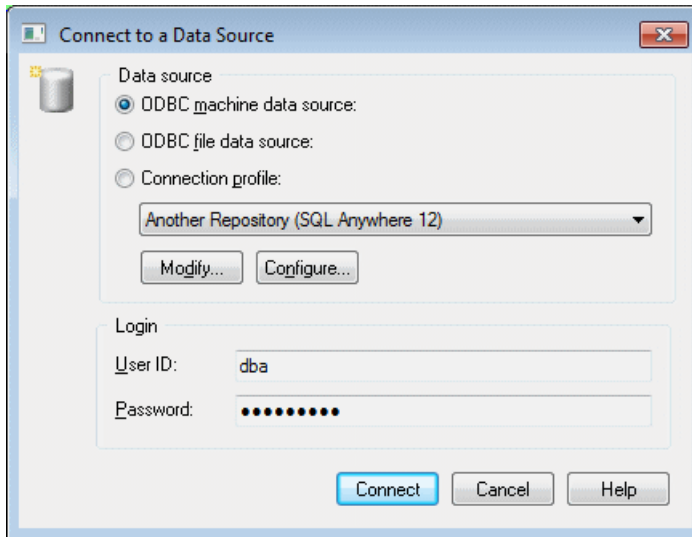 Connect to a Data Source
Data source
ODBC machine data source:
ODBC file data source:
Connection profile:
Another Repository (SQL Anywhere 12)
Modify... Configure...
Login
User ID: dba
Password: ●●●●●●●●●
Connect Cancel Help